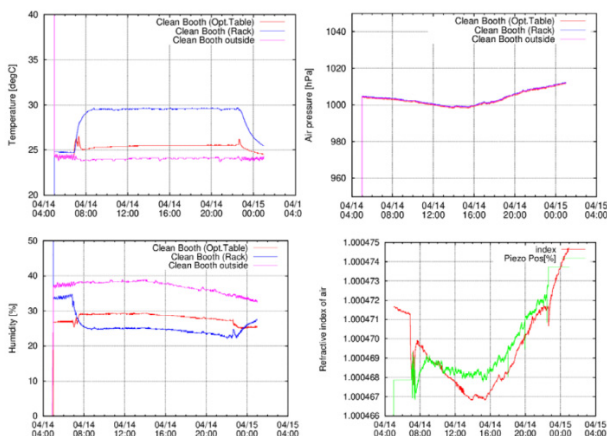 40
35
30
25
20
Temperature [degC]
Clean Booth (Opt.Table)
Clean Booth (Rack)
Clean Booth outside
04/14 04/14 04/14 04/14 04/14 04/15 04/1
04:00 08:00 12:00 16:00 20:00 00:00 04:0
1040
1020
1000
980
960
Air pressure [hPa]
Clean Booth (Opt.Table)
Clean Booth (Rack)
Clean Booth outside
04/14 04/14 04/14 04/14 04/14 04/15 04/15
04:00 08:00 12:00 16:00 20:00 00:00 04:00
50
40
30
20
10
0
Humidity [%]
Clean Booth (Opt.Table)
Clean Booth (Rack)
Clean Booth outside
04/14 04/14 04/14 04/14 04/14 04/15 04/15
04:00 08:00 12:00 16:00 20:00 00:00 04:00
1.000475
1.000474
1.000473
1.000472
1.000471
1.000470
1.000469
1.000468
1.000467
1.000466
Refractive index of air
index
Piezo Pos[%]
04/14 04/14 04/14 04/14 04/14 04/15 04/15
04:00 08:00 12:00 16:00 20:00 00:00 04:00